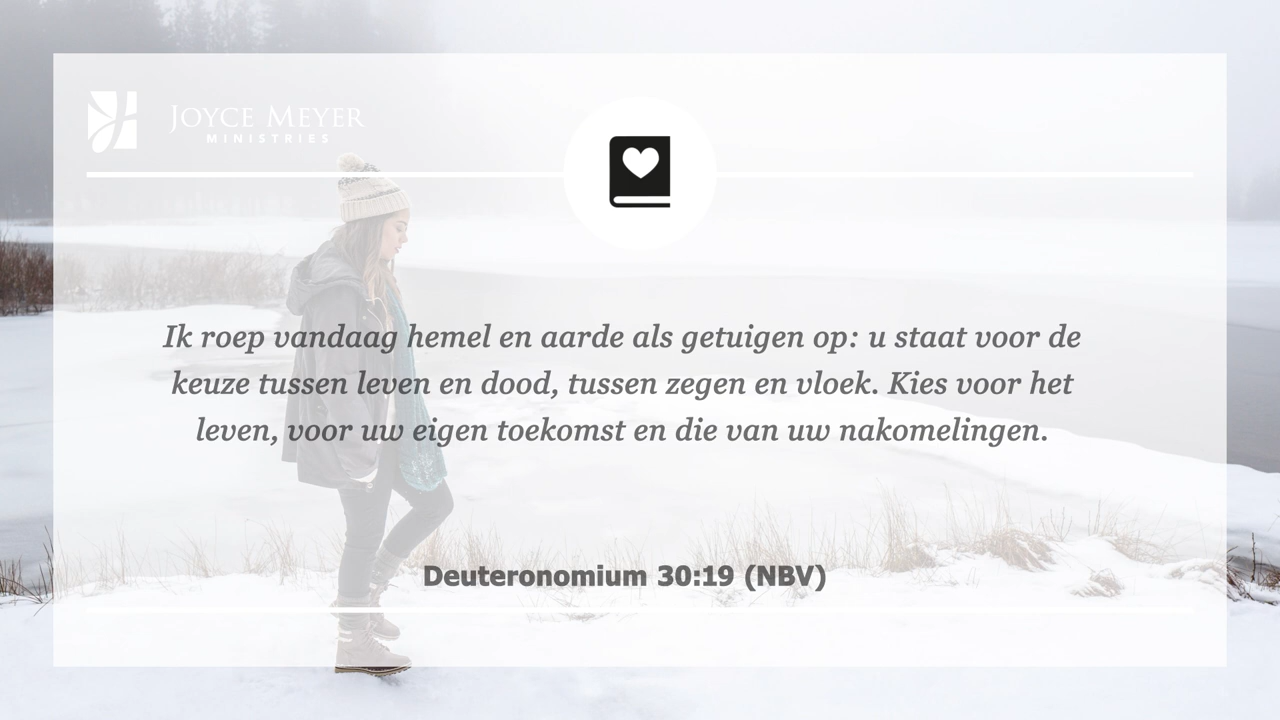 JOYCE MEYER
MINISTRIES
Ik roep vandaag hemel en aarde als getuigen op: u staat voor de
keuze tussen leven en dood, tussen zegen en vloek. Kies voor het
leven, voor uw eigen toekomst en die van uw nakomelingen.
Deuteronomium 30:19 (NBV)